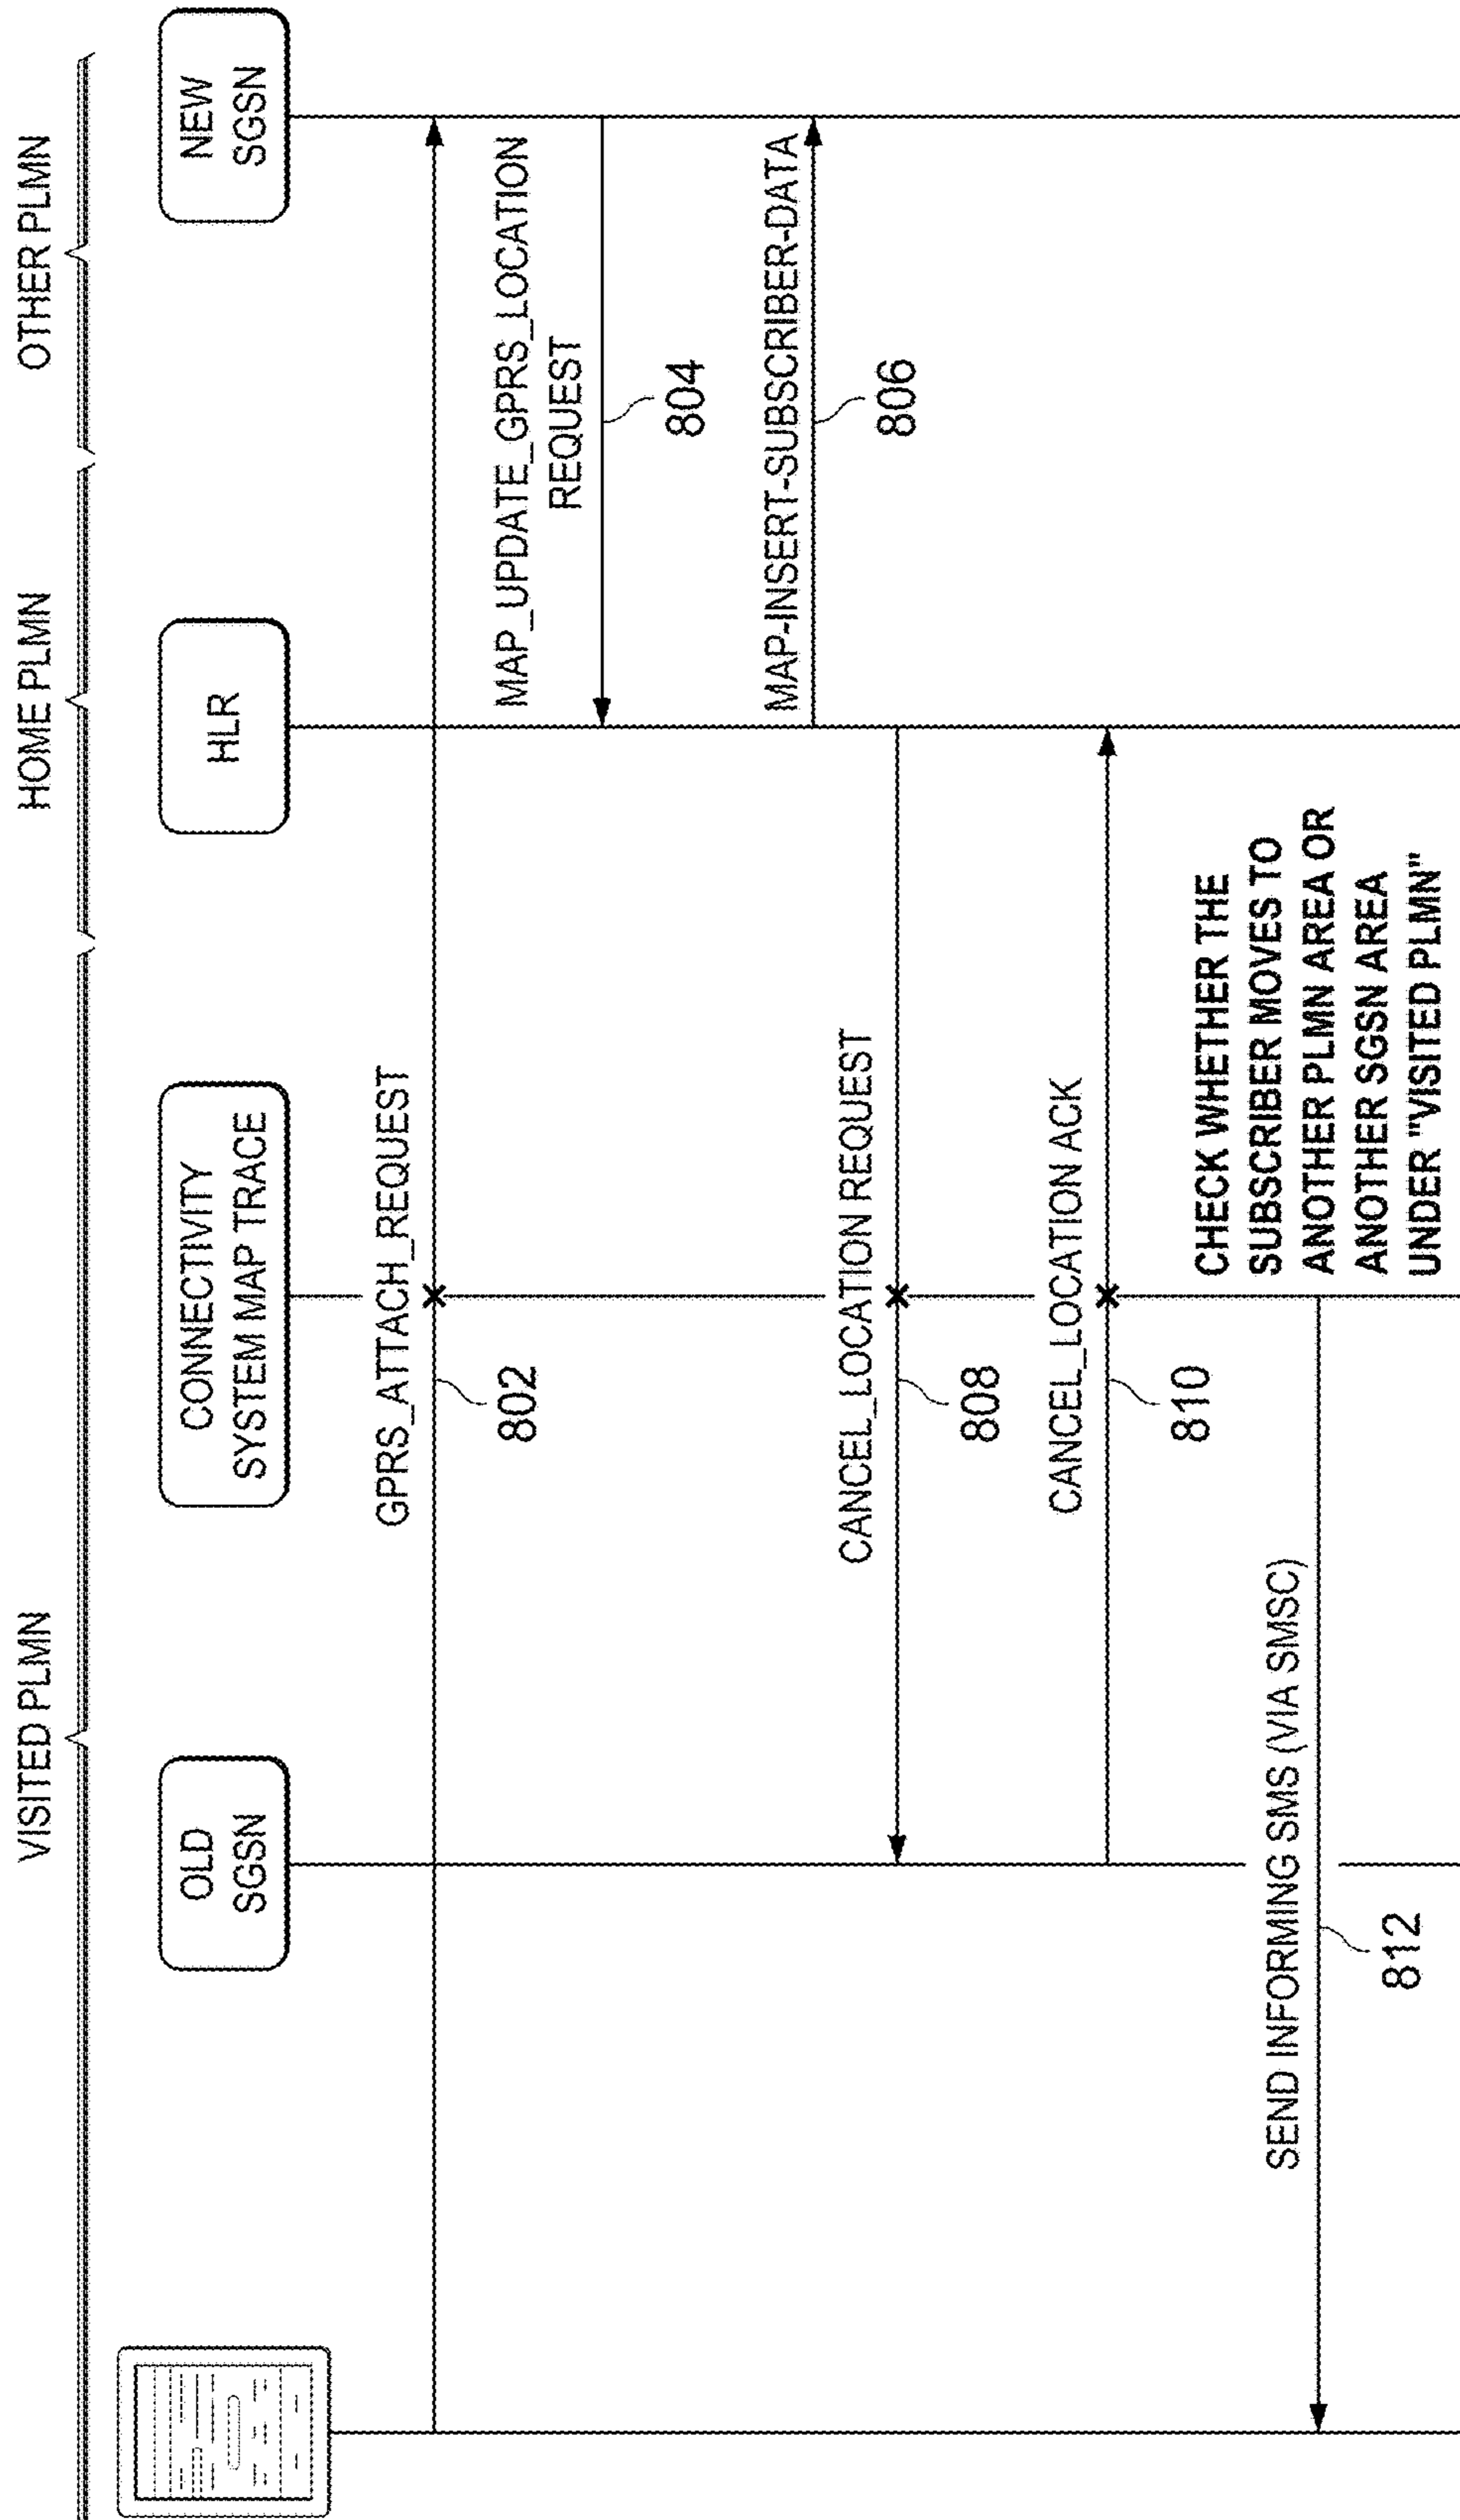 VISITED PLMN
HOME PLMN
OTHER PLMN
OLD
SGSN
CONNECTIVITY
SYSTEM MAP TRACE
HLR
NEW
SGSN
GPRS_ATTACH_REQUEST
802
MAP_UPDATE_GPRS_LOCATION
REQUEST
804
MAP-INSERT-SUBSCRIBER-DATA
806
CANCEL_LOCATION REQUEST
808
CANCEL_LOCATION ACK
810
CHECK WHETHER THE
SUBSCRIBER MOVES TO
ANOTHER PLMN AREA OR
ANOTHER SGSN AREA
UNDER "VISITED PLMN"
SEND INFORMING SMS (VIA SMSC)
812